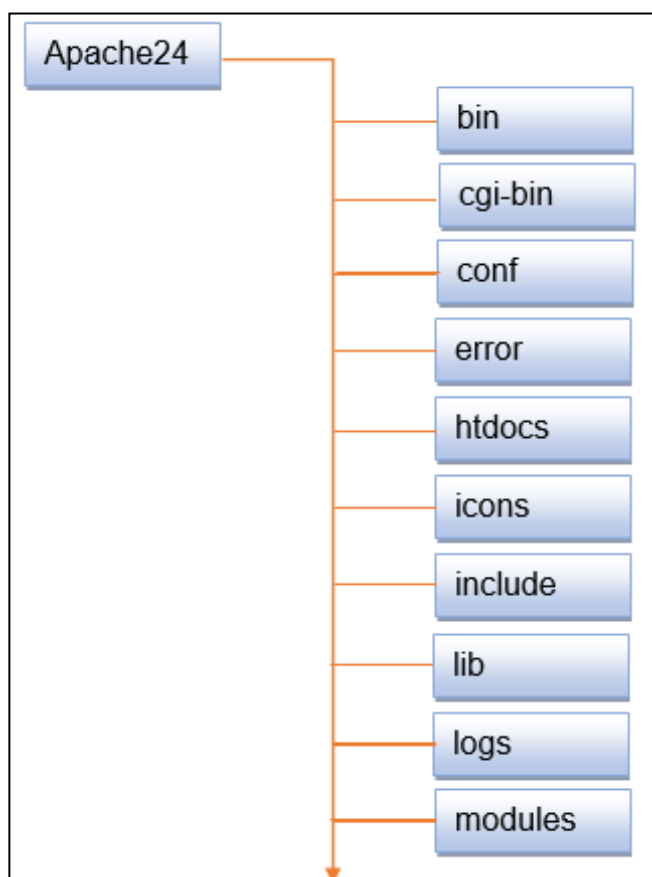 Apache24
bin
cgi-bin
conf
error
htdocs
icons
include
lib
logs
modules